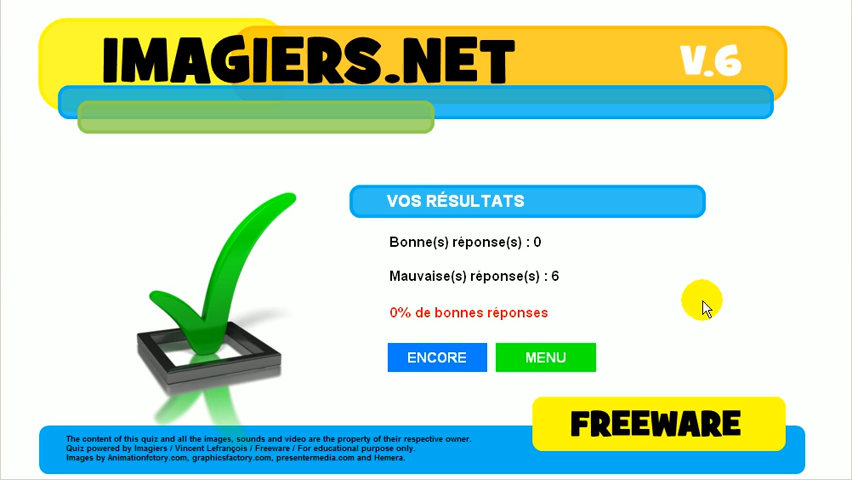 IMAGIERS.NET
V.6
VOS RÉSULTATS
Bonne(s) réponse(s) : 0
Mauvaise(s) réponse(s) : 6
0% de bonnes réponses
ENCORE
MENU
FREEWARE
The content of this quiz and all the images, sounds and video are the property of their respective owner.
Quiz powered by Imagiers / Vincent Lefrançois / Freeware / For educational purpose only.
Images by Animationfctory.com, graphicsfactory.com, presentermedia.com and Hemera.